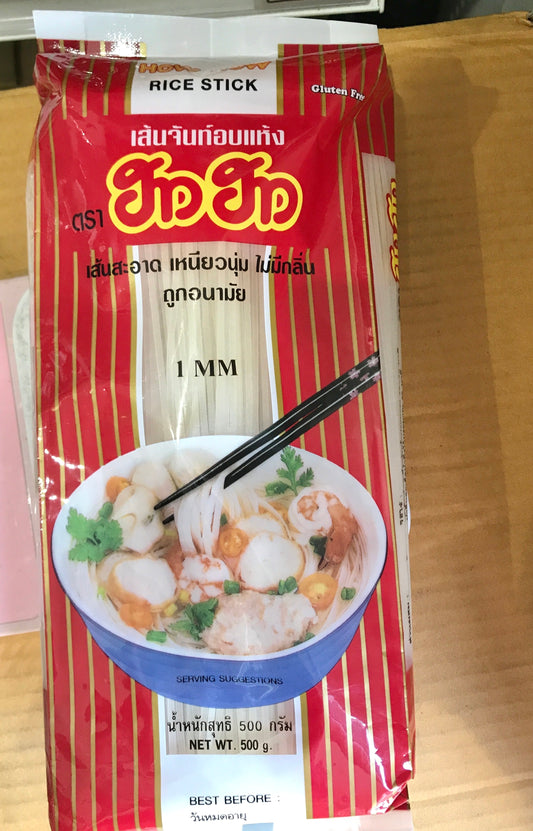 RICE STICK
Gluten Free
เส้นจันท์อบแห้ง
ตรา ฮาวฮาว
เส้นสะอาด เหนียวนุ่ม ไม่มีกลิ่น
ถูกอนามัย
1 MM
SERVING SUGGESTIONS
น้ำหนักสุทธิ 500 กรัม
NET WT. 500 g.
BEST BEFORE :
วันหมดอายุ